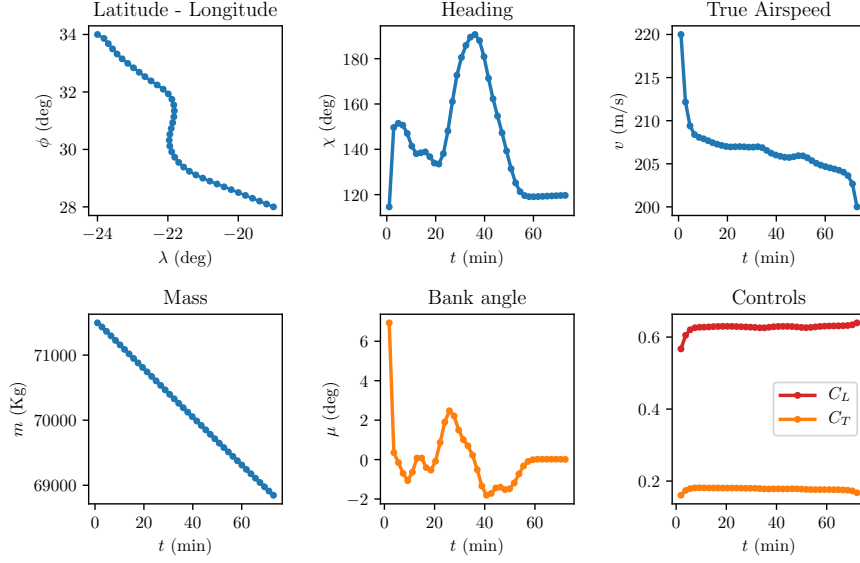 Latitude - Longitude
34
32
30
28
ϕ (deg)
−24
−22
−20
λ (deg)
Heading
180
160
140
120
χ (deg)
0
20
40
60
t (min)
True Airspeed
220
215
210
205
200
v (m/s)
0
20
40
60
t (min)
Mass
71000
70000
69000
m (Kg)
0
20
40
60
t (min)
Bank angle
6
4
2
0
−2
μ (deg)
0
20
40
60
t (min)
Controls
0.6
0.4
0.2
C_L
C_T
0
20
40
60
t (min)